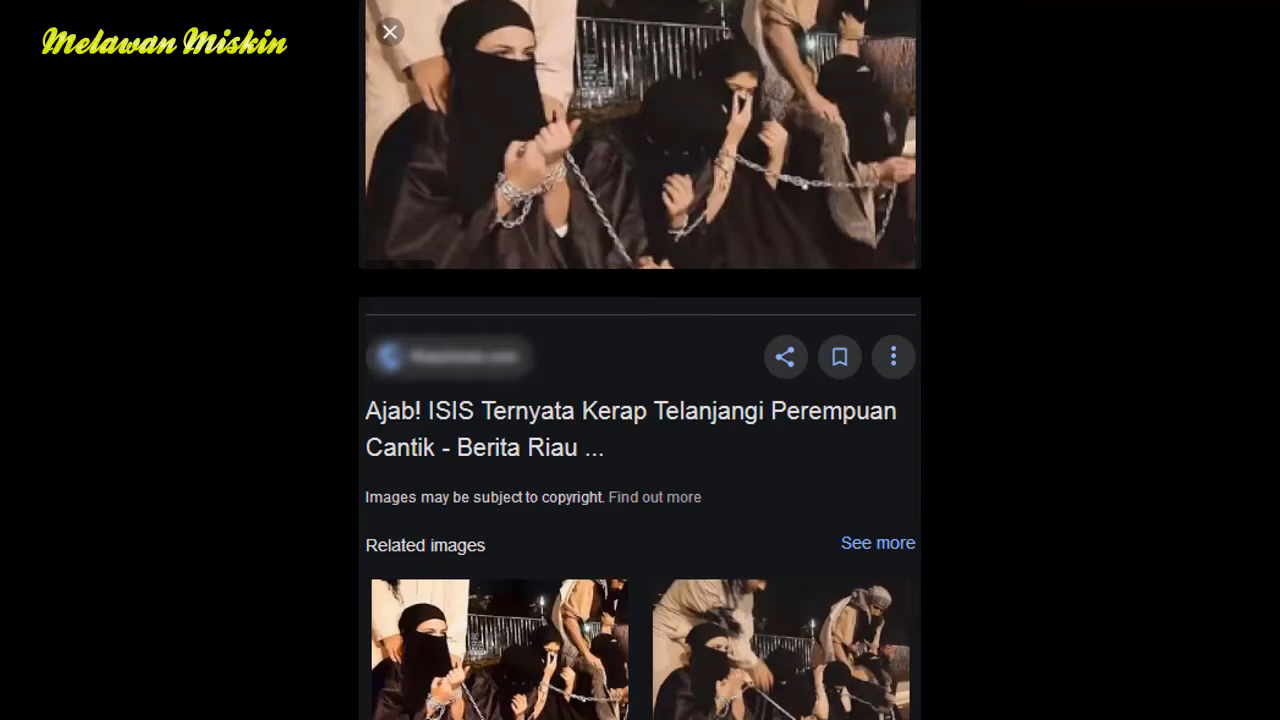 Melawan Miskin
Ajab! ISIS Ternyata Kerap Telanjangi Perempuan
Cantik - Berita Riau ...
Images may be subject to copyright. Find out more
Related images
See more